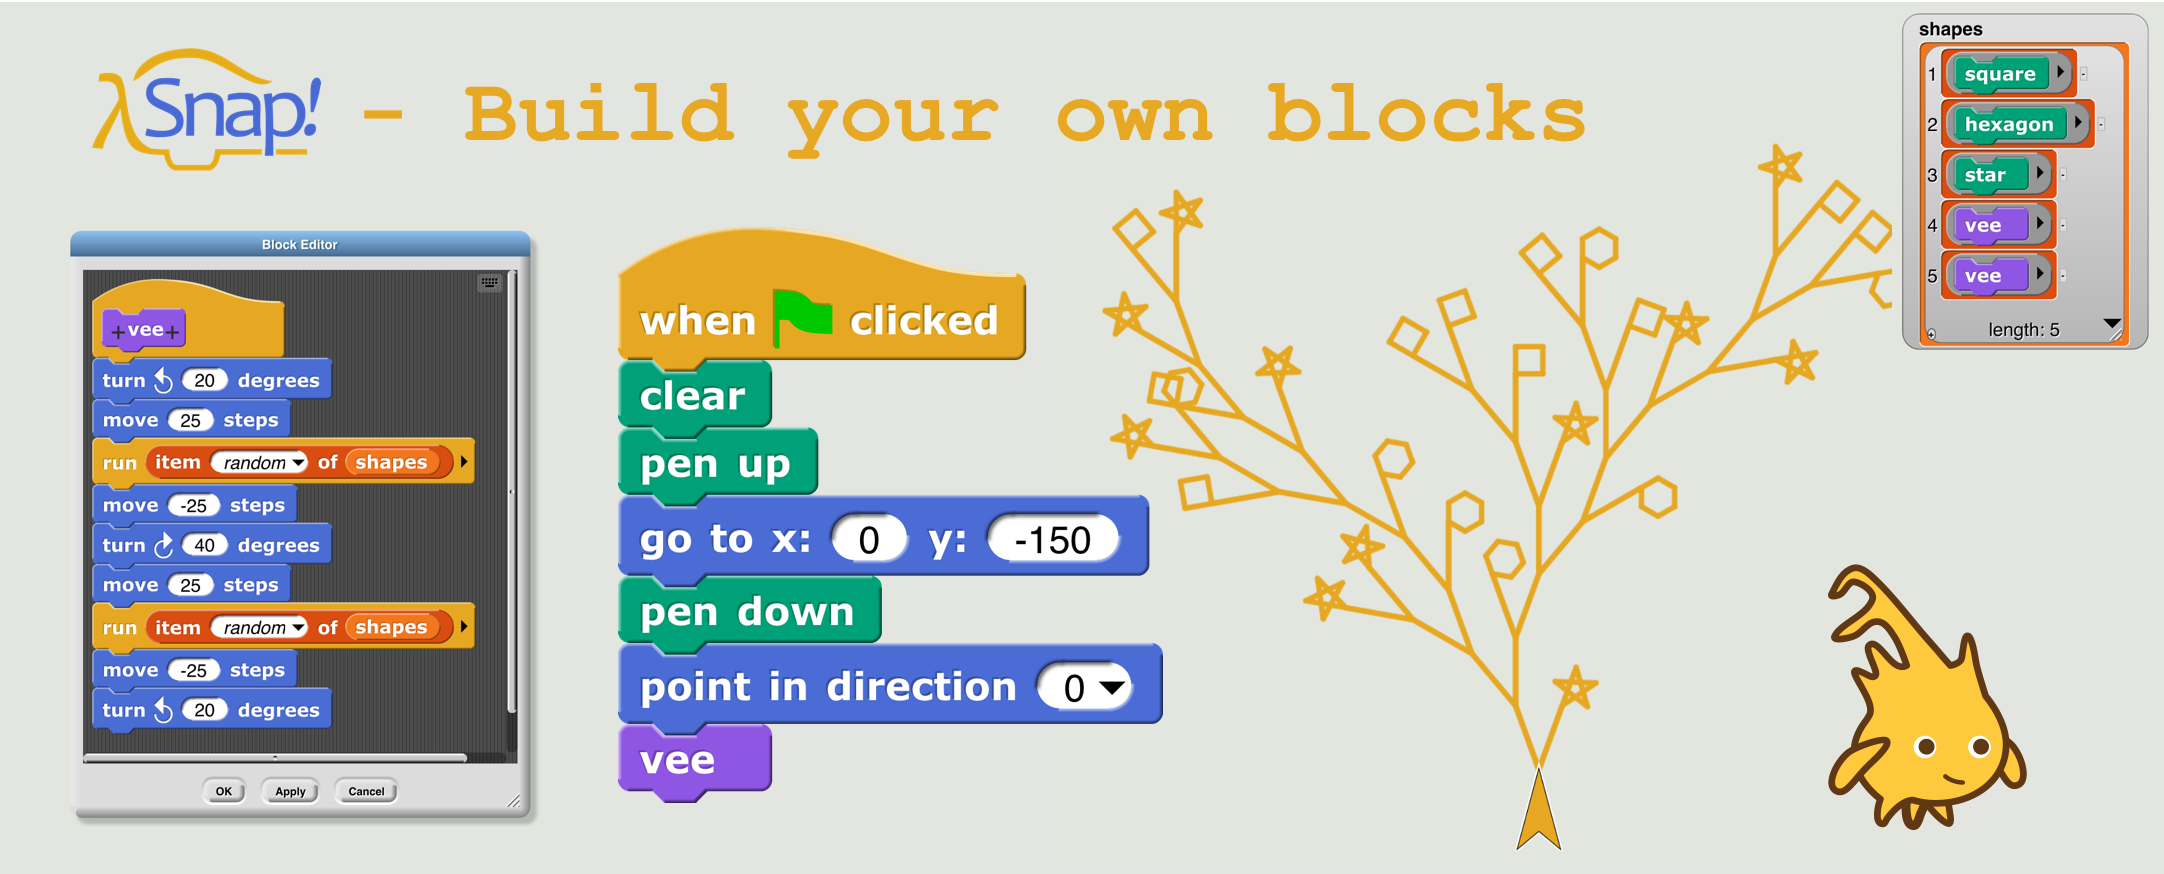 λSnap! - Build your own blocks
Block Editor
+vee+
turn 20 degrees
move 25 steps
run item random of shapes
move -25 steps
turn 40 degrees
move 25 steps
run item random of shapes
move -25 steps
turn 20 degrees
OK Apply Cancel
when clicked
clear
pen up
go to x: 0 y: -150
pen down
point in direction 0
vee
shapes
1 square
2 hexagon
3 star
4 vee
5 vee
length: 5